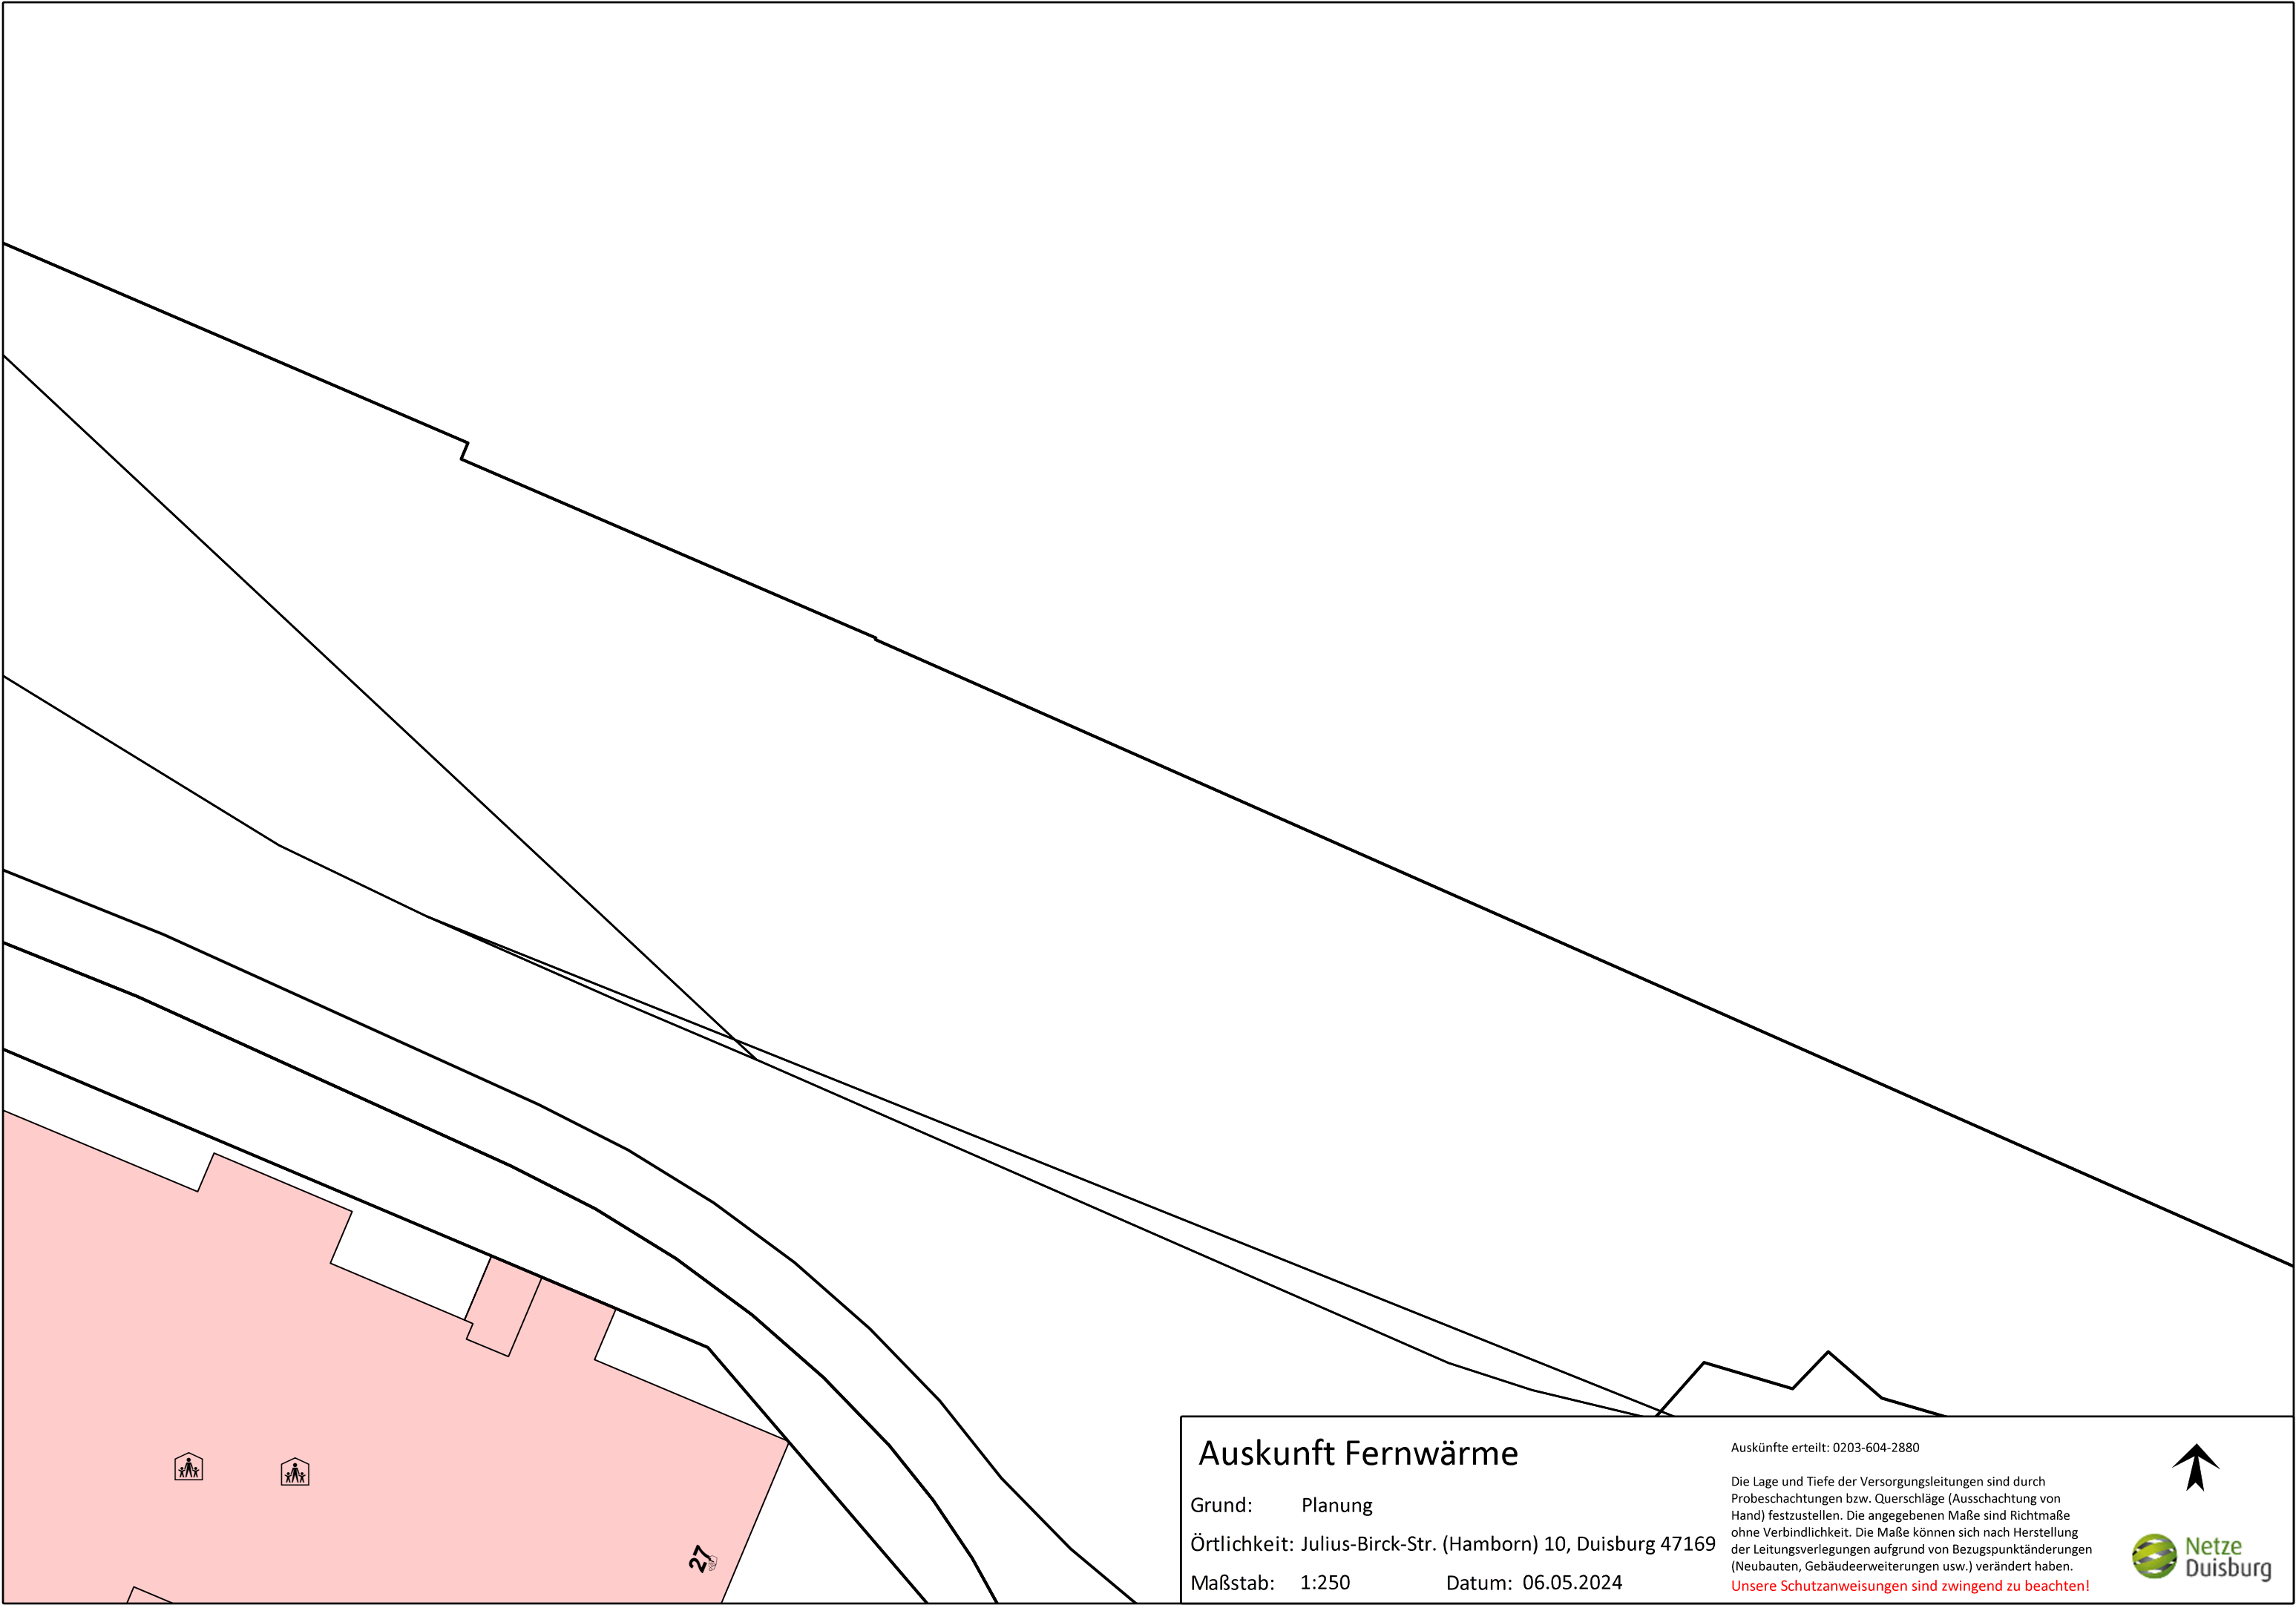 27
Auskunft Fernwärme
Grund: Planung
Örtlichkeit: Julius-Birck-Str. (Hamborn) 10, Duisburg 47169
Maßstab: 1:250 Datum: 06.05.2024
Auskünfte erteilt: 0203-604-2880
Die Lage und Tiefe der Versorgungsleitungen sind durch
Probeschachtungen bzw. Querschläge (Ausschachtung von
Hand) festzustellen. Die angegebenen Maße sind Richtmaße
ohne Verbindlichkeit. Die Maße können sich nach Herstellung
der Leitungsverlegungen aufgrund von Bezugspunktänderungen
(Neubauten, Gebäudeerweiterungen usw.) verändert haben.
Unsere Schutzanweisungen sind zwingend zu beachten!
Netze
Duisburg